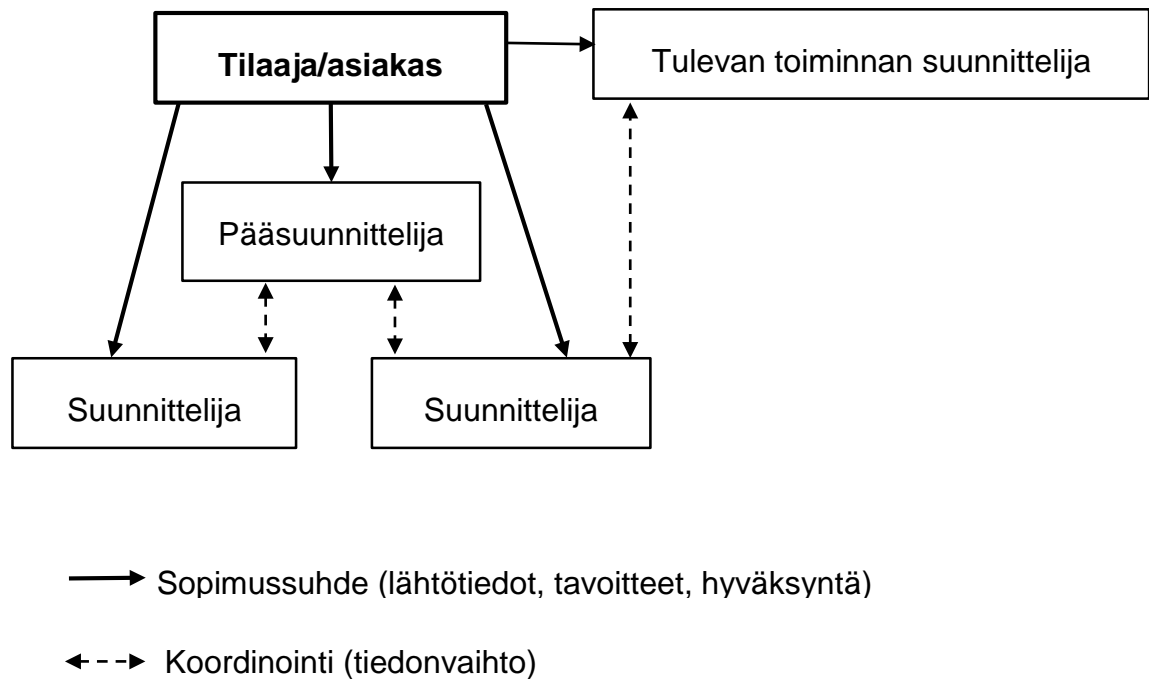 Tilaaja/asiakas
Tulevan toiminnan suunnittelija
Pääsuunnittelija
Suunnittelija
Suunnittelija
Sopimussuhde (lähtötiedot, tavoitteet, hyväksyntä)
Koordinointi (tiedonvaihto)